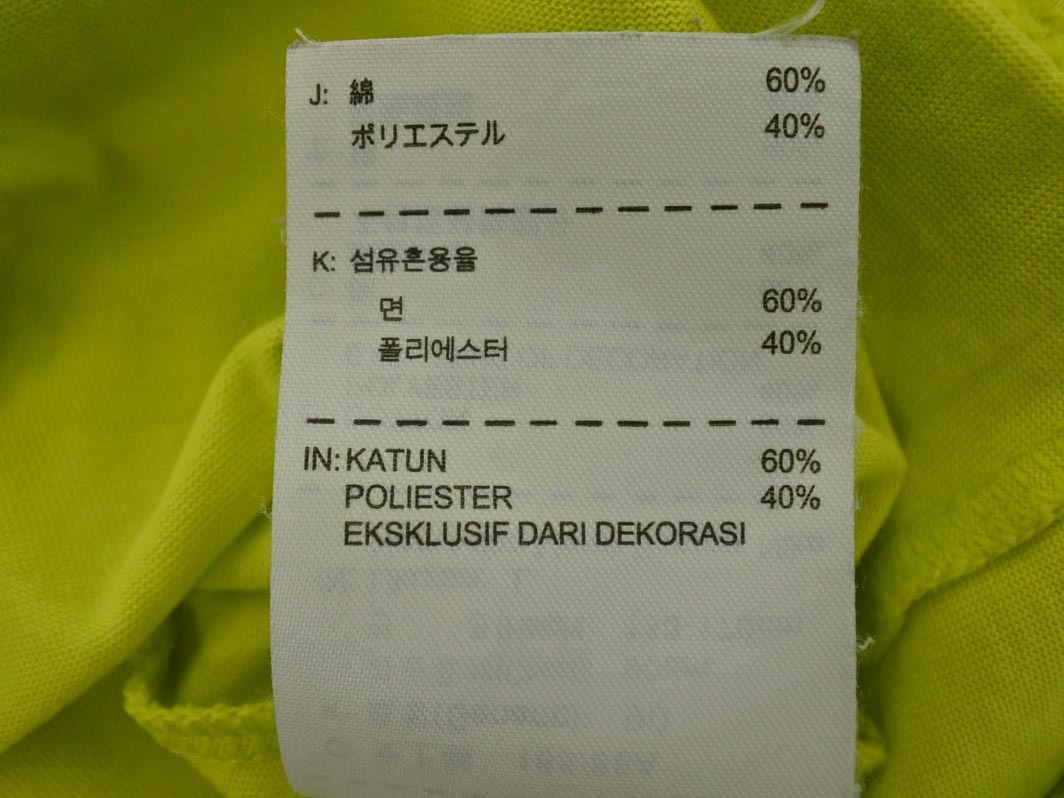 J: 綿 60%
ポリエステル 40%
K: 섬유혼용율
면 60%
폴리에스터 40%
IN: KATUN 60%
POLIESTER 40%
EKSKLUSIF DARI DEKORASI